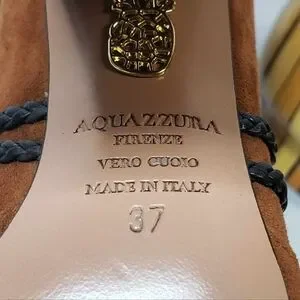 AQUAZZURA
FIRENZE
VERO CUOIO
MADE IN ITALY
37